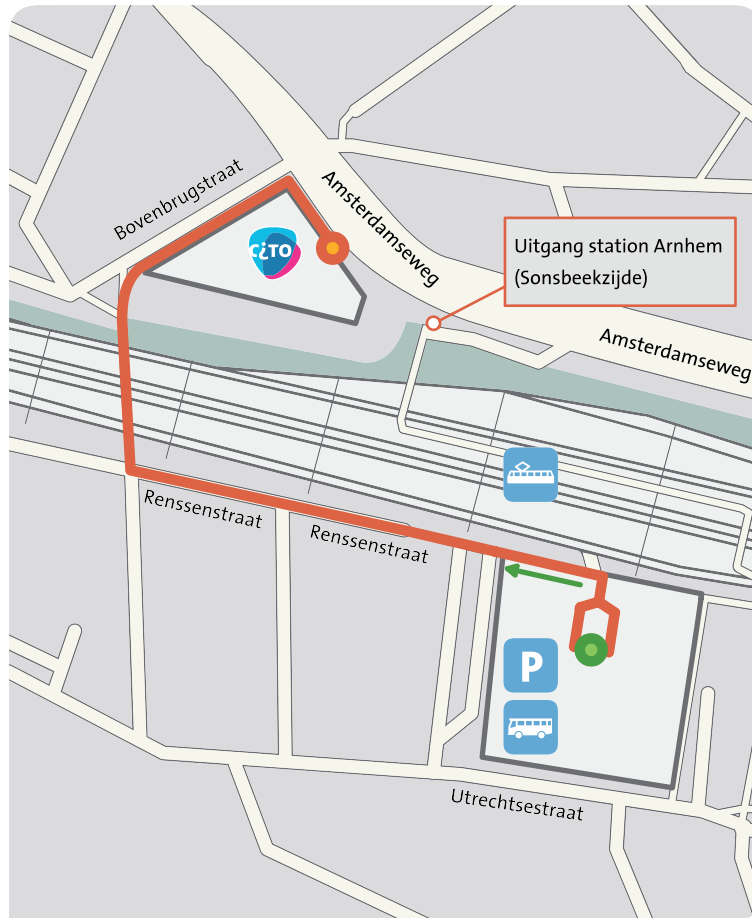 Bovenbrugstraat
Amsterdamseweg
CiTO
Uitgang station Arnhem
(Sonsbeekzijde)
Amsterdamseweg
Renssenstraat
Renssenstraat
P
Utrechtsestraat